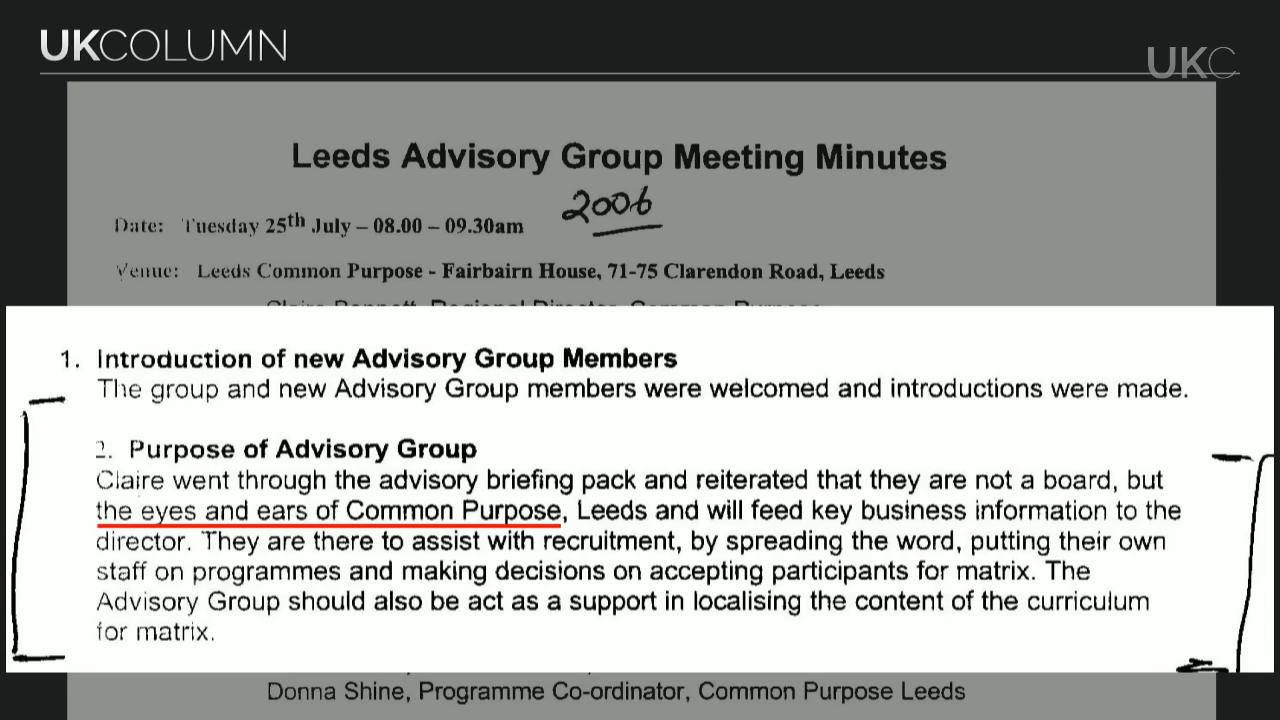 UKCOLUMN
UKC
Leeds Advisory Group Meeting Minutes
2006
Date: Tuesday 25th July – 08.00 – 09.30am
Venue: Leeds Common Purpose - Fairbairn House, 71-75 Clarendon Road, Leeds
Claire Bennett, Regional Director, Common Purpose
1. Introduction of new Advisory Group Members
The group and new Advisory Group members were welcomed and introductions were made.
2. Purpose of Advisory Group
Claire went through the advisory briefing pack and reiterated that they are not a board, but
the eyes and ears of Common Purpose, Leeds and will feed key business information to the
director. They are there to assist with recruitment, by spreading the word, putting their own
staff on programmes and making decisions on accepting participants for matrix. The
Advisory Group should also be act as a support in localising the content of the curriculum
for matrix.
Donna Shine, Programme Co-ordinator, Common Purpose Leeds